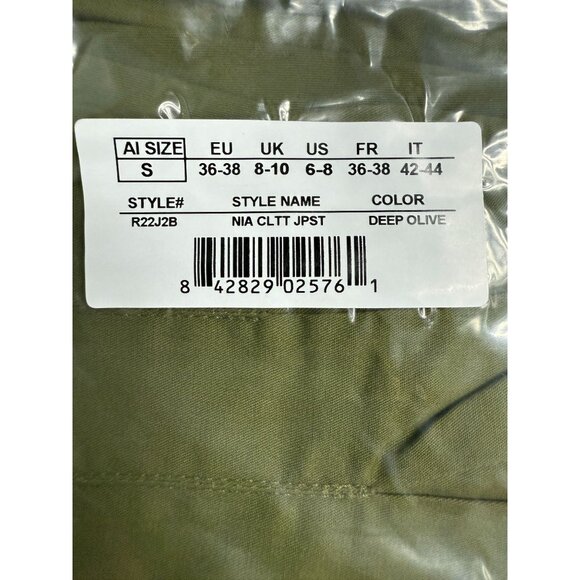 AI SIZE EU UK US FR IT
S 36-38 8-10 6-8 36-38 42-44
STYLE# STYLE NAME COLOR
R22J2B NIA CLTT JPST DEEP OLIVE
8 42829 02576 1